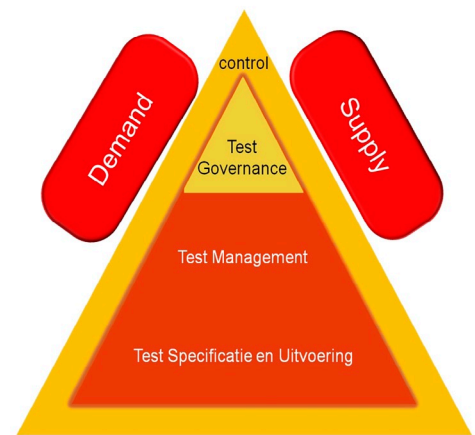 control
Demand
Supply
Test
Governance
Test Management
Test Specificatie en Uitvoering